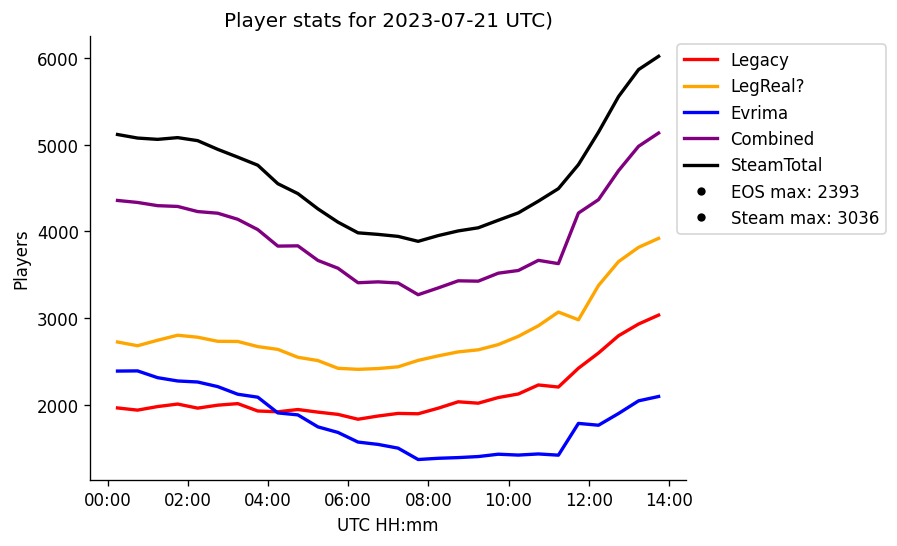 Player stats for 2023-07-21 UTC)
6000
5000
4000
3000
2000
Players
00:00 02:00 04:00 06:00 08:00 10:00 12:00 14:00
UTC HH:mm
Legacy
LegReal?
Evrima
Combined
SteamTotal
EOS max: 2393
Steam max: 3036